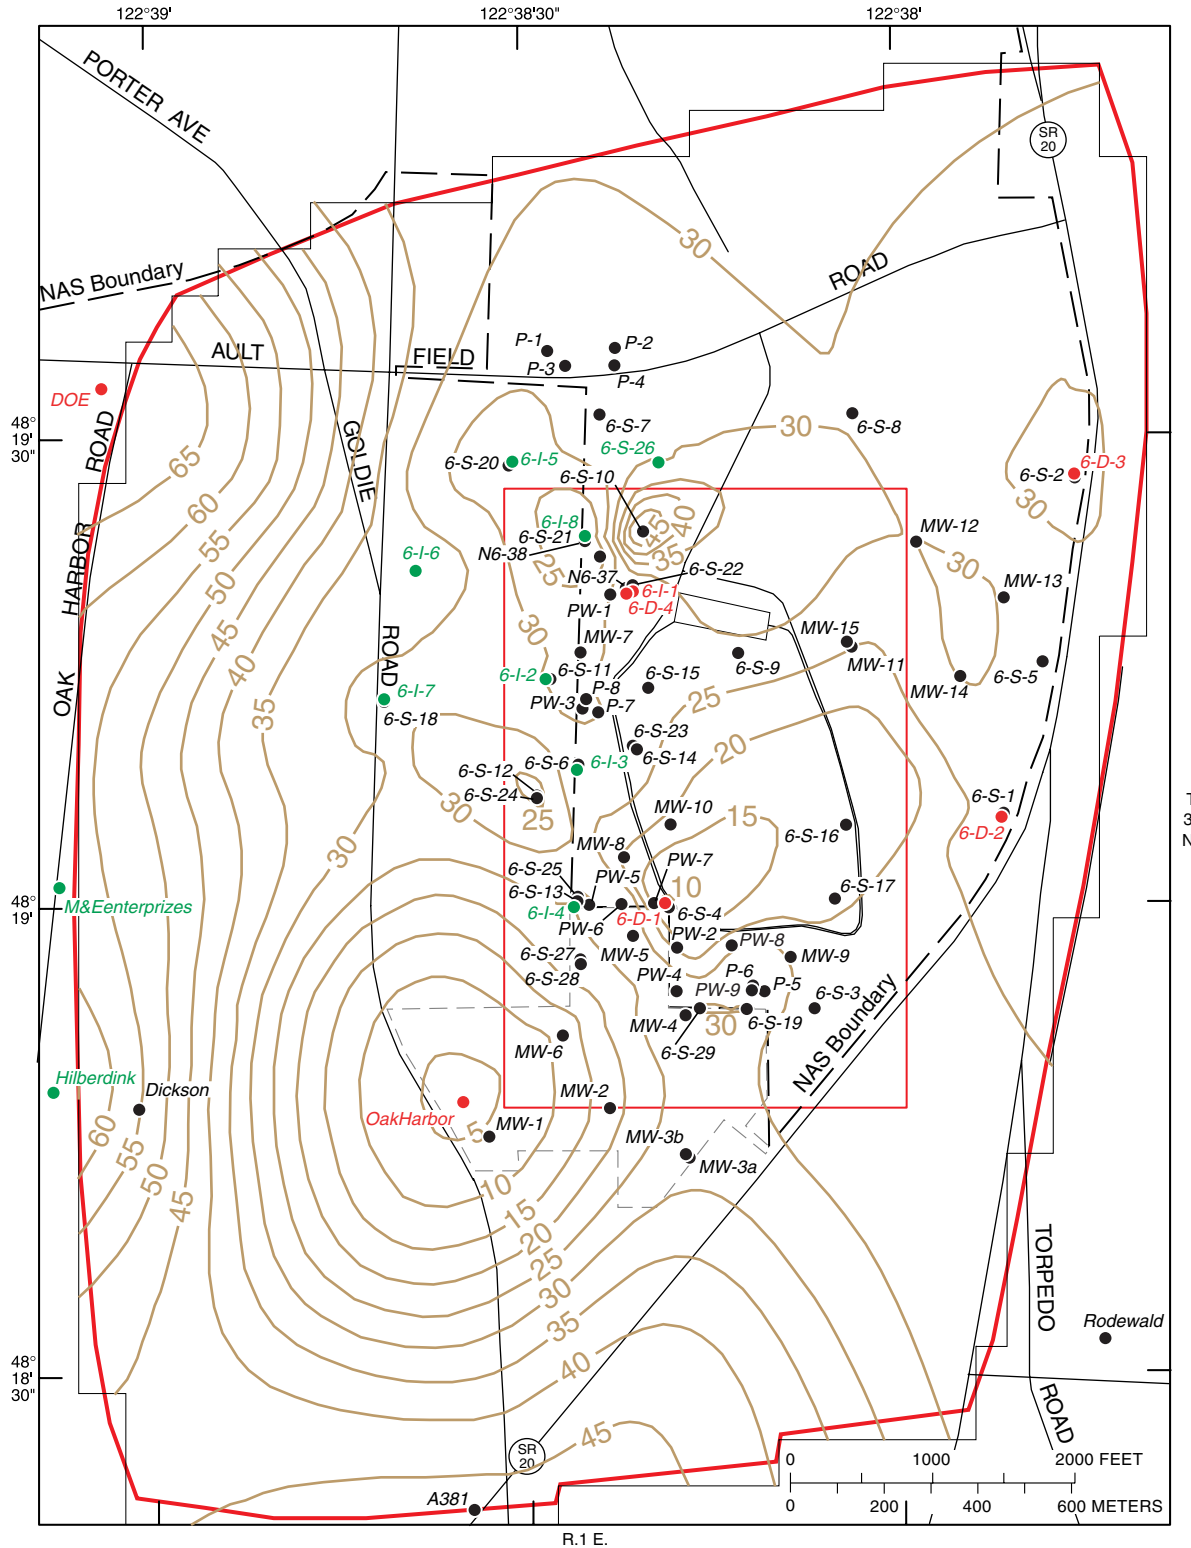 122°39'
122°38'30"
122°38'
PORTER AVE
SR
20
30
NAS Boundary
ROAD
P-1
P-2
AULT
FIELD
P-3
P-4
DOE
48°
19'
30"
6-S-7
30
6-S-8
ROAD
GOLDIE
65
6-S-20
6-I-5
6-S-26
6-S-10
6-S-2
6-D-3
30
60
45
40
35
6-I-8
6-S-21
N6-38
MW-12
55
25
6-I-6
N6-37
6-S-22
30
50
HARBOR
6-I-1
6-D-4
PW-1
MW-13
45
30
MW-7
MW-15
ROAD
6-S-9
MW-11
40
6-I-2
6-S-11
6-S-5
MW-14
OAK
35
6-I-7
P-8
6-S-15
PW-3
P-7
25
6-S-18
6-S-23
20
6-S-14
6-S-6
6-I-3
6-S-12
6-S-24
30
25
6-S-1
T
3
N
MW-10
15
6-S-16
6-D-2
30
MW-8
6-S-25
PW-7
PW-5
6-S-17
10
M&Eenterprizes
48°
19'
6-S-13
6-I-4
6-D-1
6-S-4
PW-6
PW-2
PW-8
6-S-27
MW-5
MW-9
6-S-28
PW-4
P-6
P-5
PW-9
6-S-3
NAS Boundary
MW-4
30
6-S-19
MW-6
6-S-29
Hilberdink
Dickson
MW-2
OakHarbor
5
MW-1
60
MW-3b
55
MW-3a
50
10
45
15
20
25
TORPEDO
30
35
Rodewald
48°
18'
30"
40
ROAD
45
SR
20
0
1000
2000 FEET
A381
0
200
400
600 METERS
R.1 E.